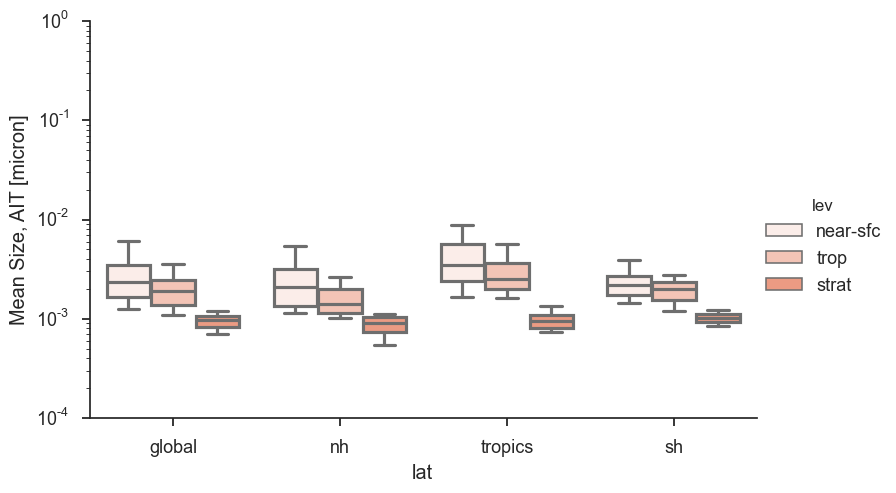 Mean Size, AIT [micron]
10^0
10^-1
10^-2
10^-3
10^-4
global nh tropics sh
lat
lev
near-sfc
trop
strat